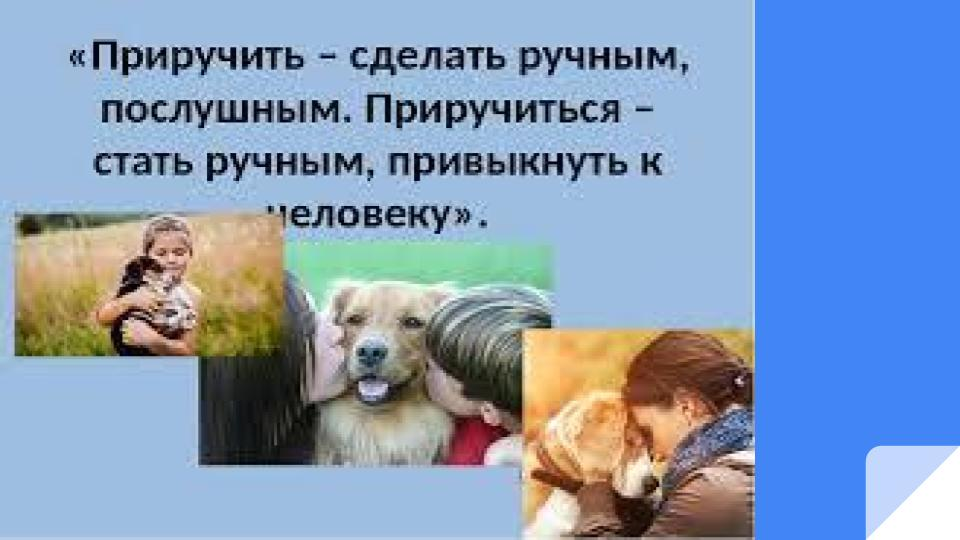 «Приручить – сделать ручным,
послушным. Приручиться –
стать ручным, привыкнуть к
человеку».